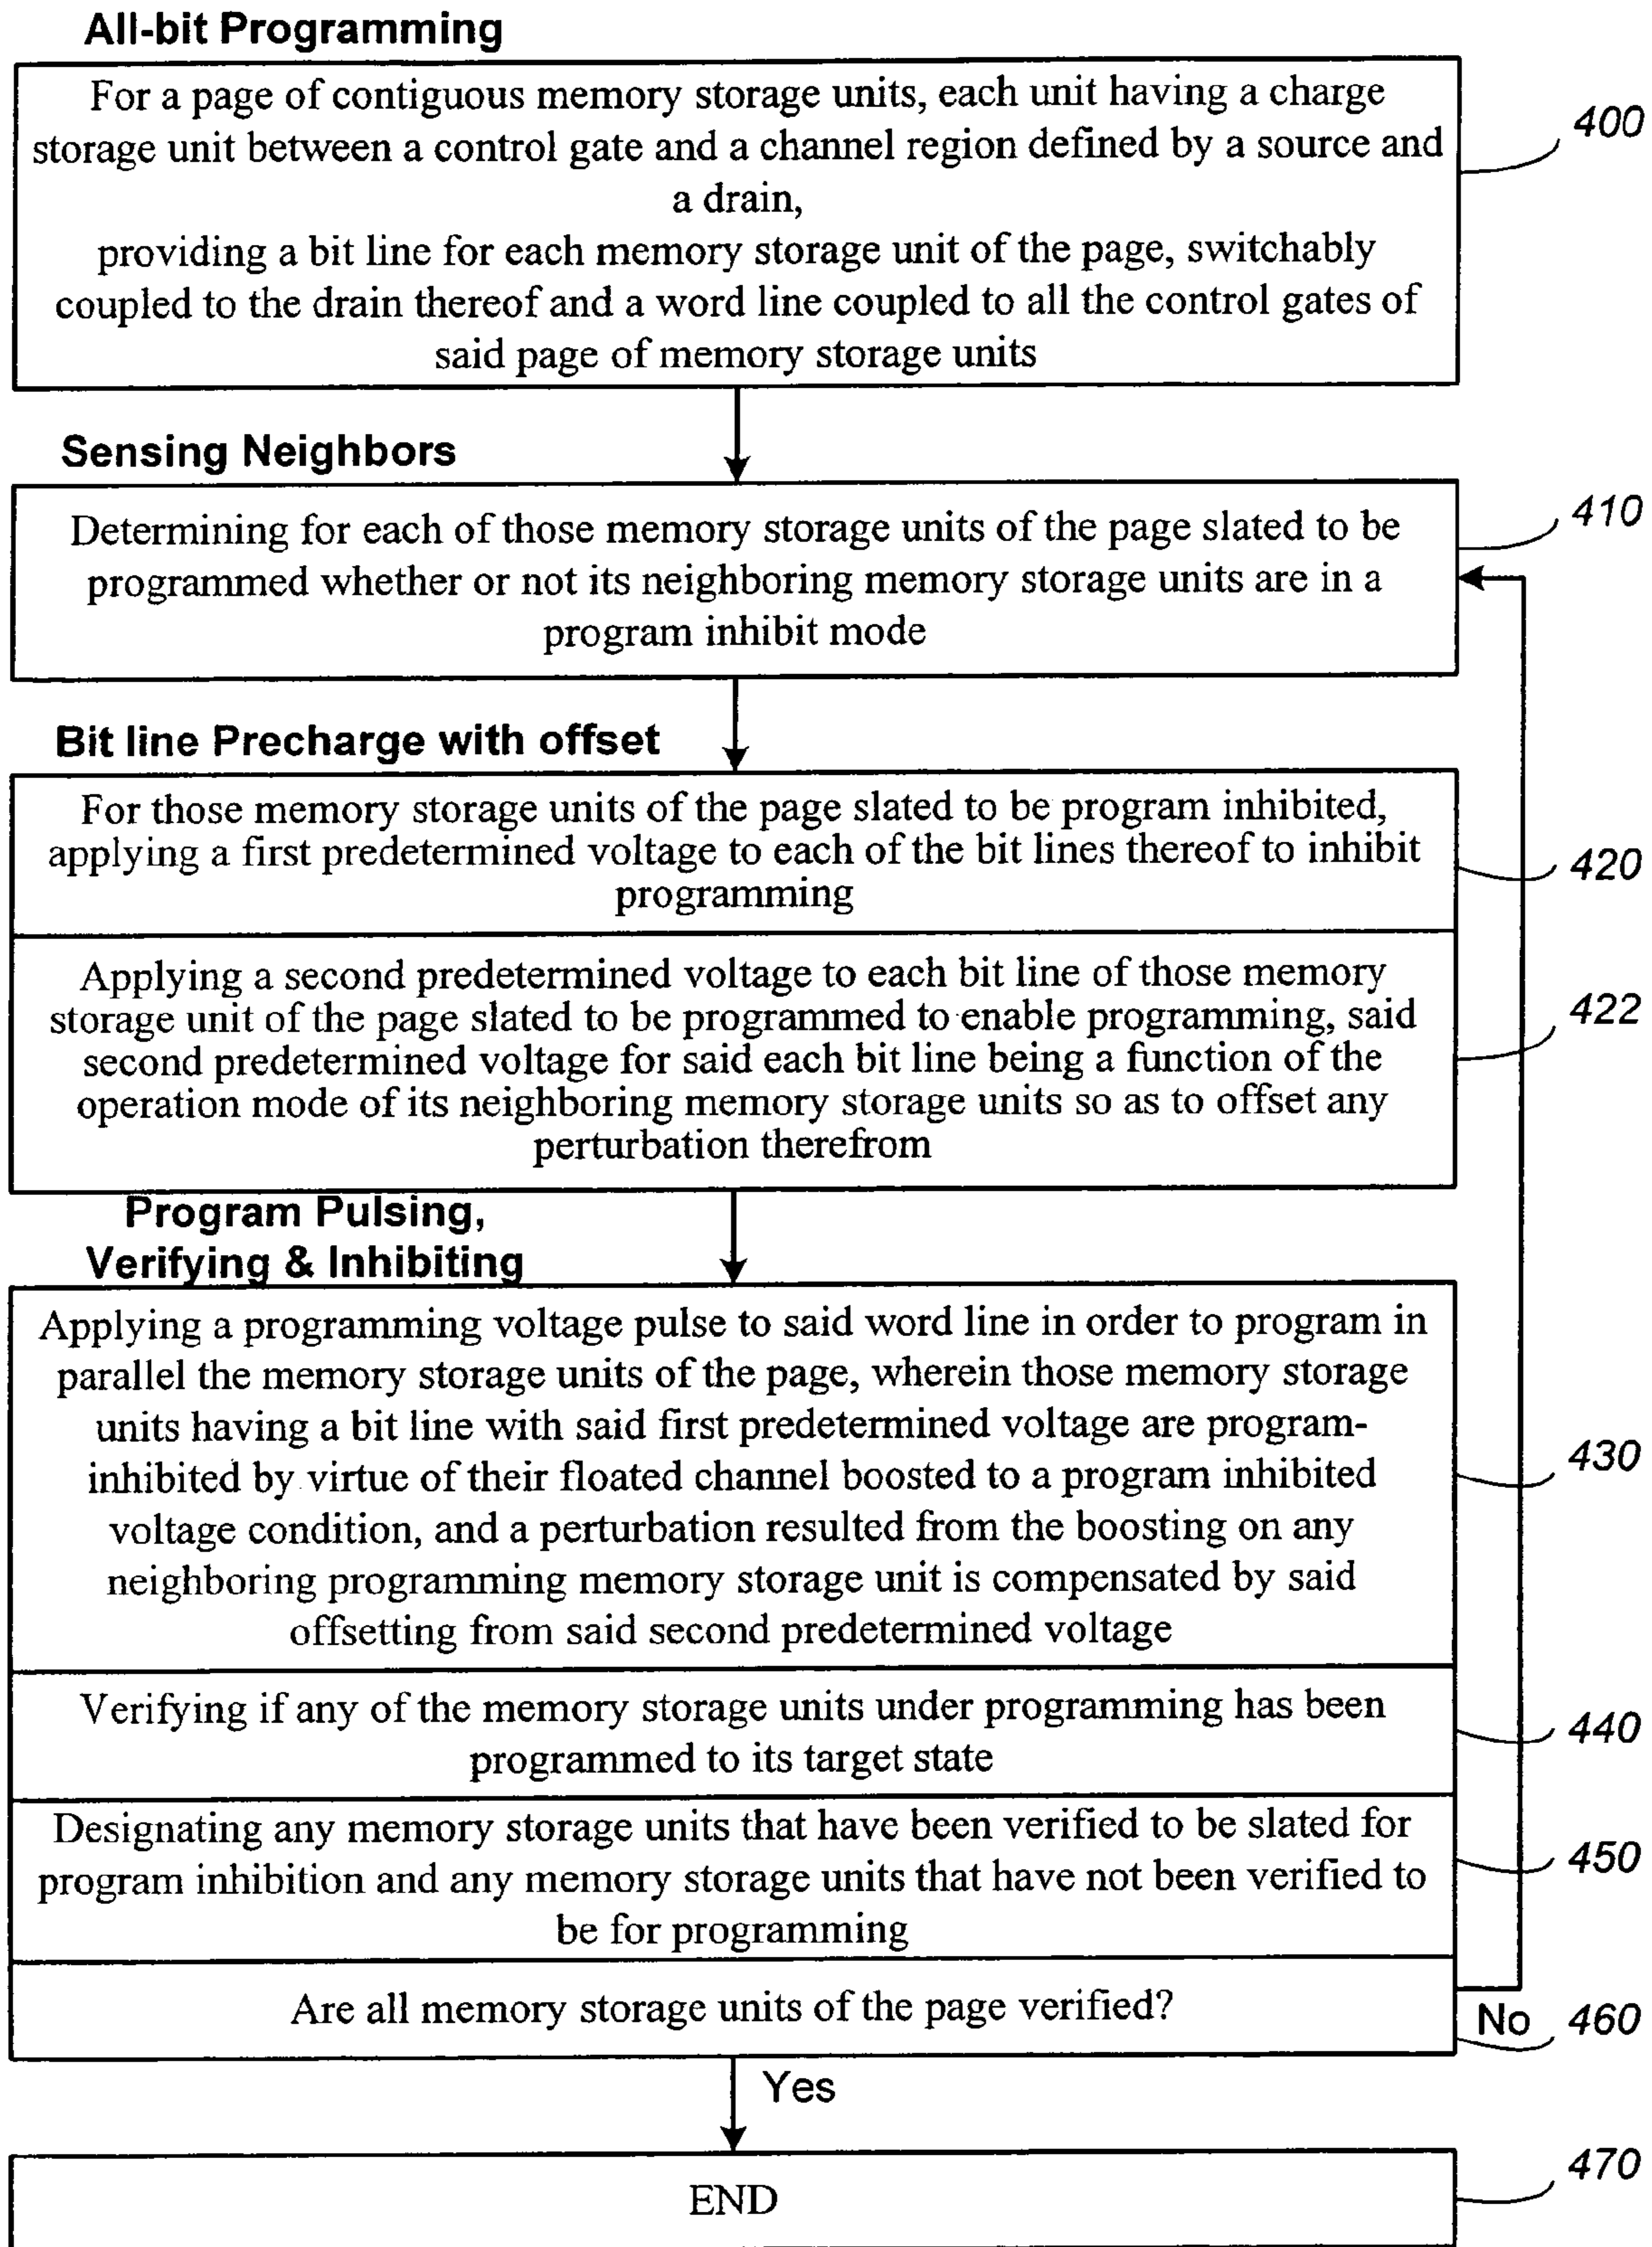 All-bit Programming
For a page of contiguous memory storage units, each unit having a charge
storage unit between a control gate and a channel region defined by a source and
a drain,
providing a bit line for each memory storage unit of the page, switchably
coupled to the drain thereof and a word line coupled to all the control gates of
said page of memory storage units
400
Sensing Neighbors
Determining for each of those memory storage units of the page slated to be
programmed whether or not its neighboring memory storage units are in a
program inhibit mode
410
Bit line Precharge with offset
For those memory storage units of the page slated to be program inhibited,
applying a first predetermined voltage to each of the bit lines thereof to inhibit
programming
420
Applying a second predetermined voltage to each bit line of those memory
storage unit of the page slated to be programmed to enable programming, said
second predetermined voltage for said each bit line being a function of the
operation mode of its neighboring memory storage units so as to offset any
perturbation therefrom
422
Program Pulsing,
Verifying & Inhibiting
Applying a programming voltage pulse to said word line in order to program in
parallel the memory storage units of the page, wherein those memory storage
units having a bit line with said first predetermined voltage are program-
inhibited by virtue of their floated channel boosted to a program inhibited
voltage condition, and a perturbation resulted from the boosting on any
neighboring programming memory storage unit is compensated by said
offsetting from said second predetermined voltage
430
Verifying if any of the memory storage units under programming has been
programmed to its target state
440
Designating any memory storage units that have been verified to be slated for
program inhibition and any memory storage units that have not been verified to
be for programming
450
Are all memory storage units of the page verified?
No
460
Yes
END
470